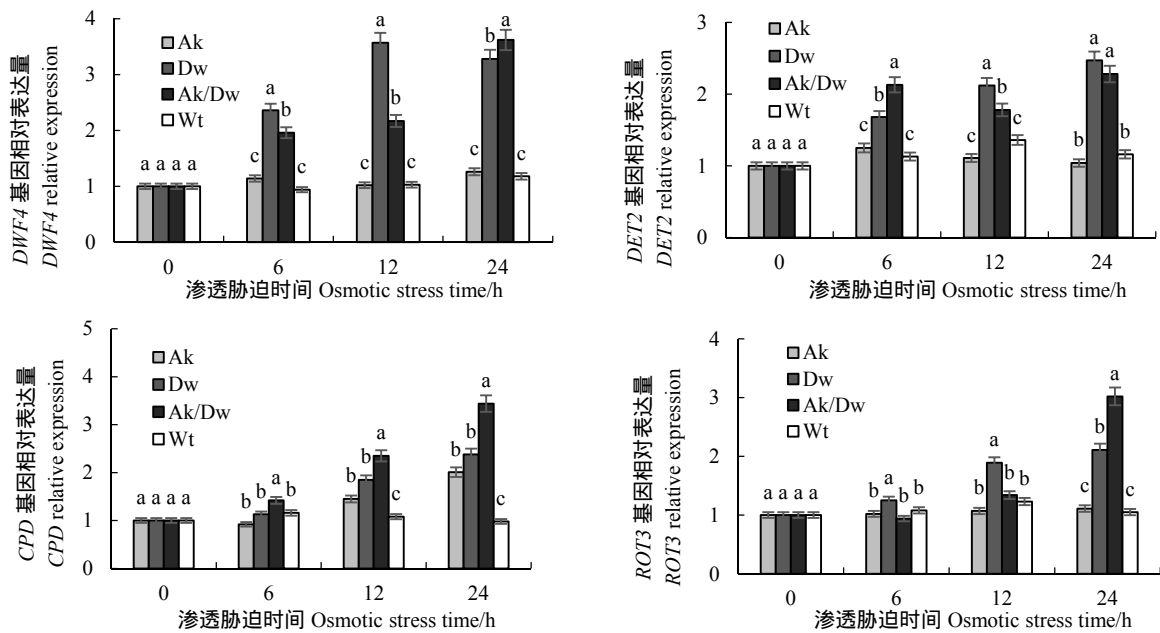 DWF4 基因相对表达量
DWF4 relative expression
4
3
2
1
0
Ak
Dw
Ak/Dw
Wt
a a a a
c a b c
c a b c
c b a c
0 6 12 24
渗透胁迫时间 Osmotic stress time/h
DET2 基因相对表达量
DET2 relative expression
3
2
1
0
Ak
Dw
Ak/Dw
Wt
a a a a
c b a c
c a b c
b a a b
0 6 12 24
渗透胁迫时间 Osmotic stress time/h
CPD 基因相对表达量
CPD relative expression
5
4
3
2
1
0
Ak
Dw
Ak/Dw
Wt
a a a a
b b a b
b b a c
b b a c
0 6 12 24
渗透胁迫时间 Osmotic stress time/h
ROT3 基因相对表达量
ROT3 relative expression
4
3
2
1
0
Ak
Dw
Ak/Dw
Wt
a a a a
b a b b
b a b b
c b a c
0 6 12 24
渗透胁迫时间 Osmotic stress time/h